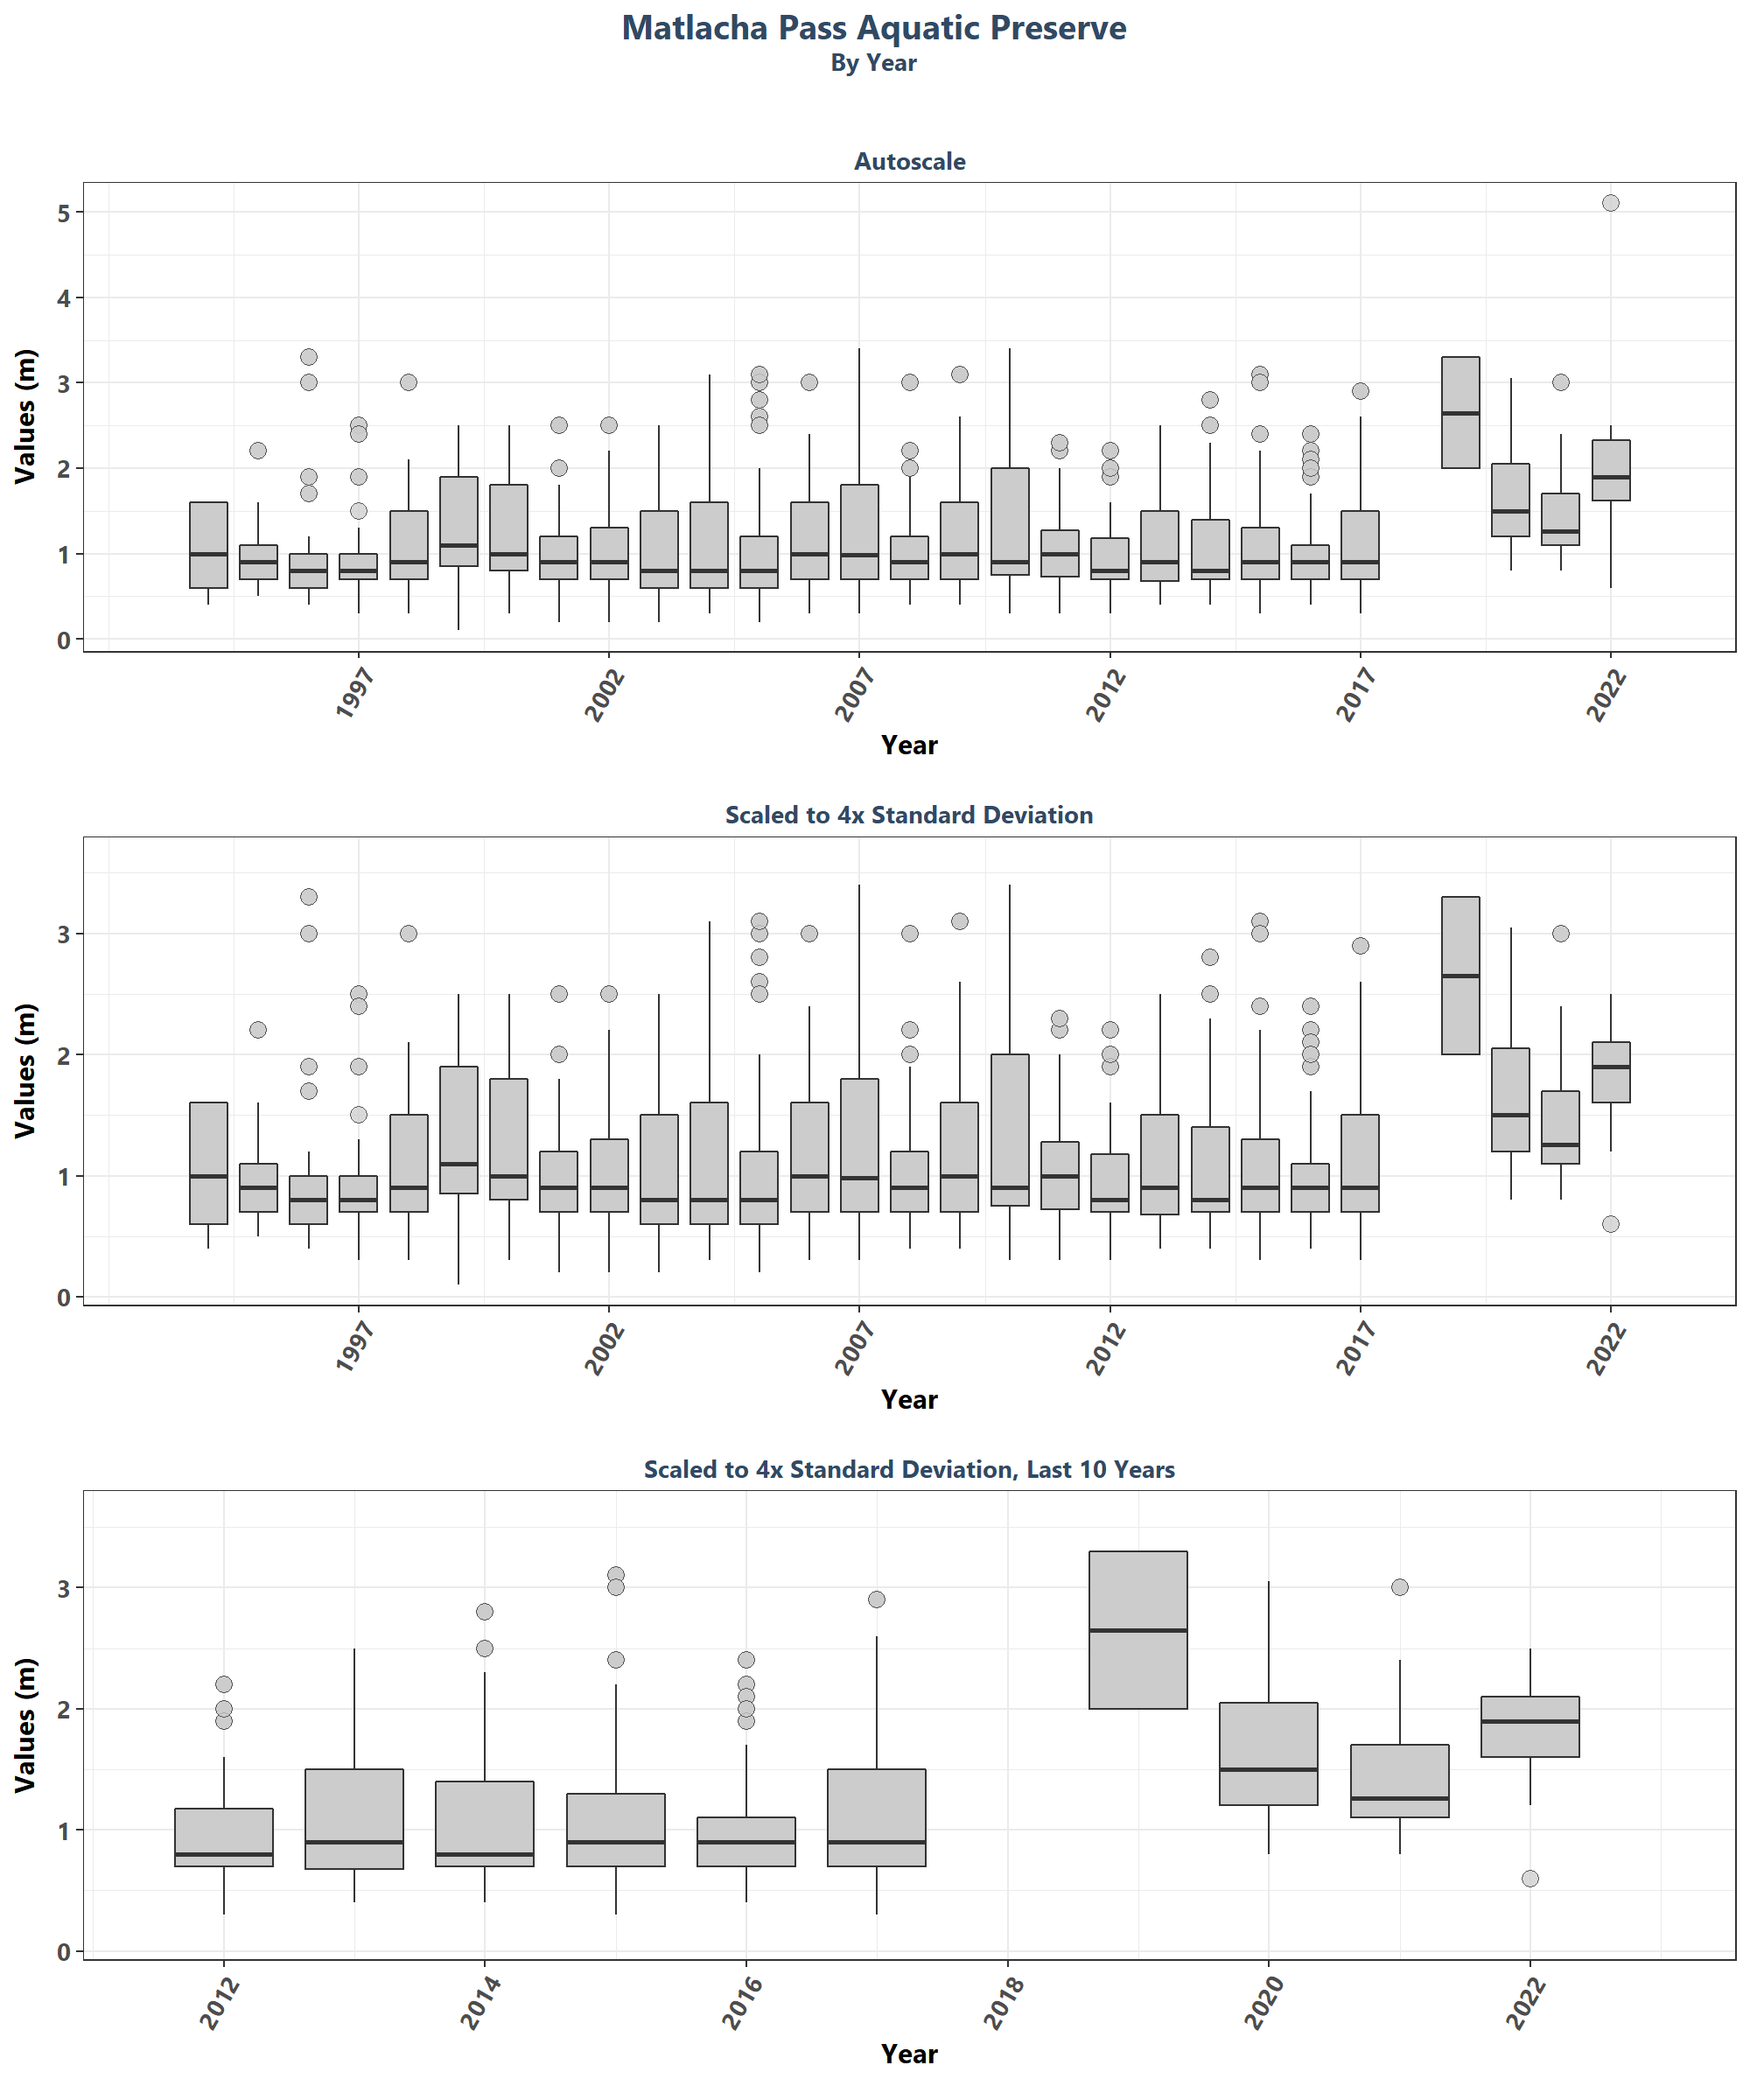 Matlacha Pass Aquatic Preserve
By Year
Autoscale
Values (m)
5
4
3
2
1
0
1997
2002
2007
2012
2017
2022
Year
Scaled to 4x Standard Deviation
Values (m)
3
2
1
0
1997
2002
2007
2012
2017
2022
Year
Scaled to 4x Standard Deviation, Last 10 Years
Values (m)
3
2
1
0
2012
2014
2016
2018
2020
2022
Year